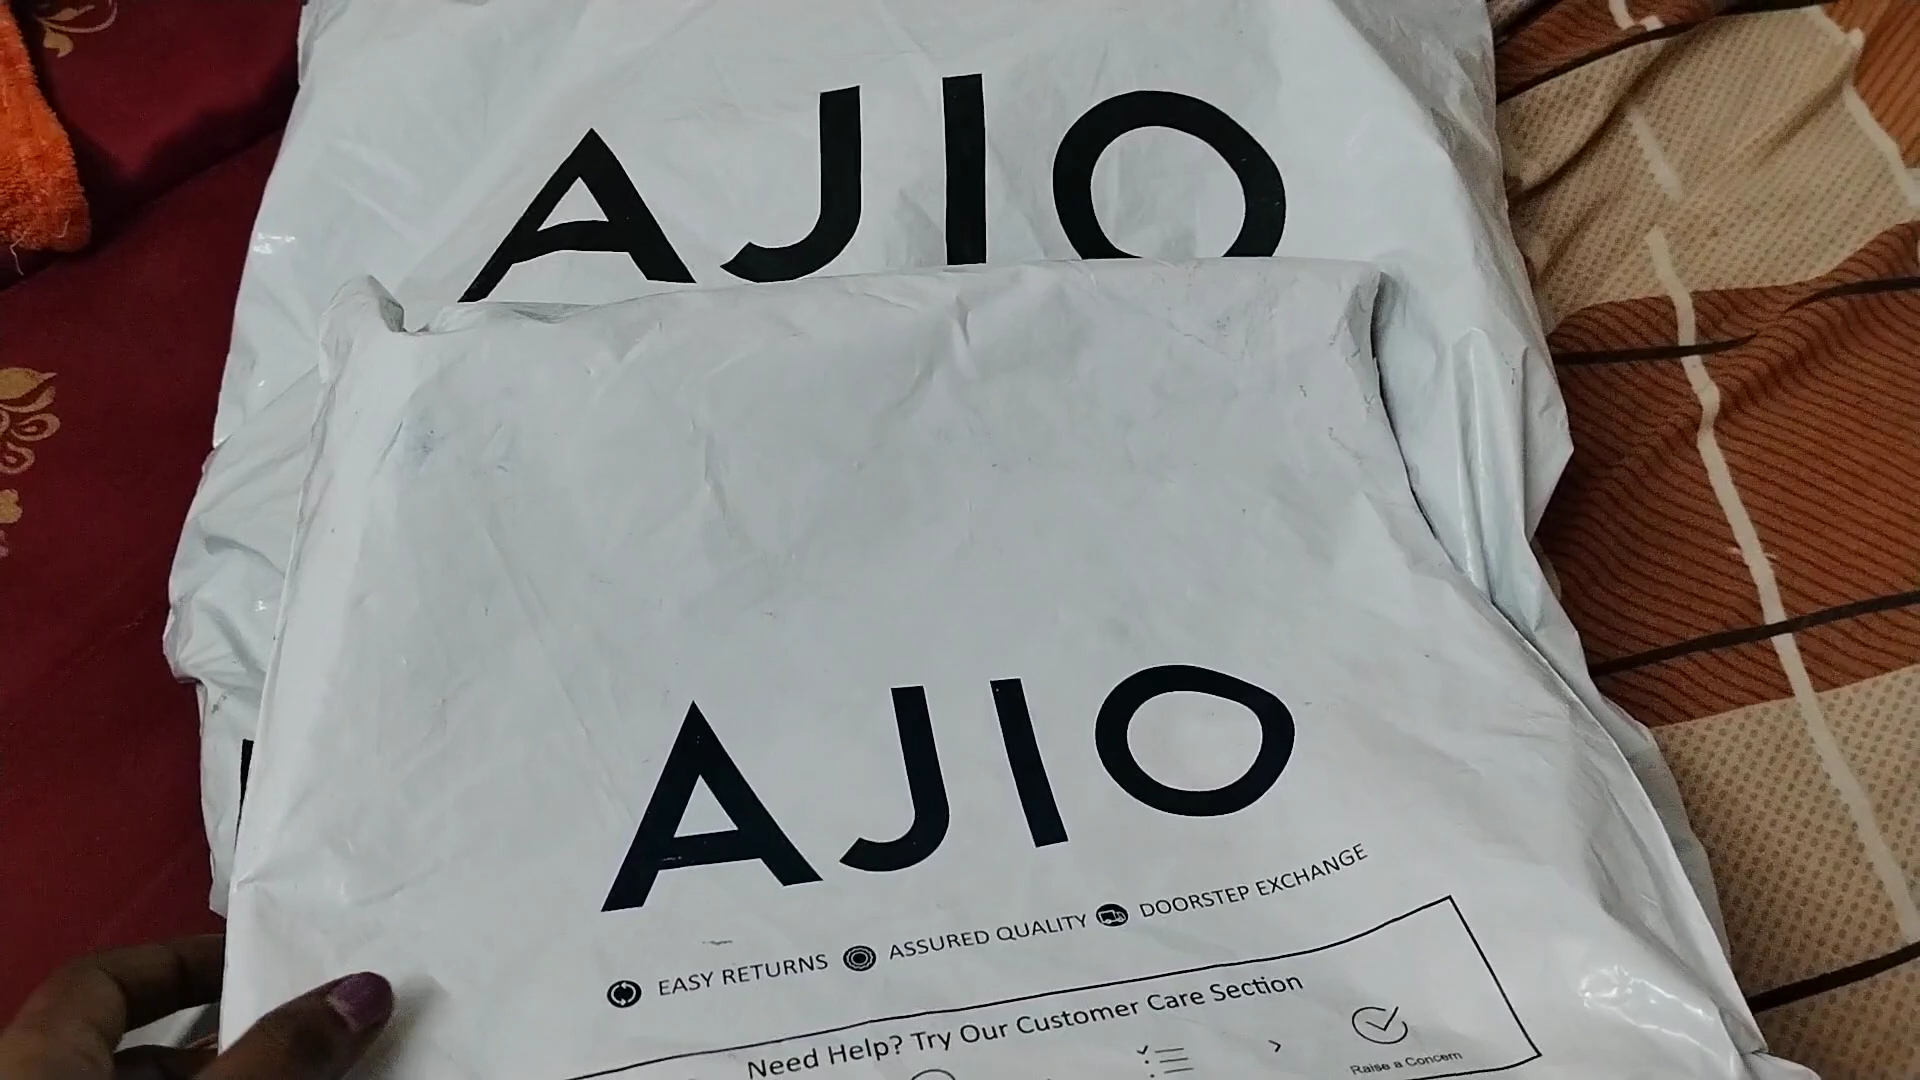 AJIO
AJIO
EASY RETURNS ASSURED QUALITY DOORSTEP EXCHANGE
Need Help? Try Our Customer Care Section
>
Raise a Concern